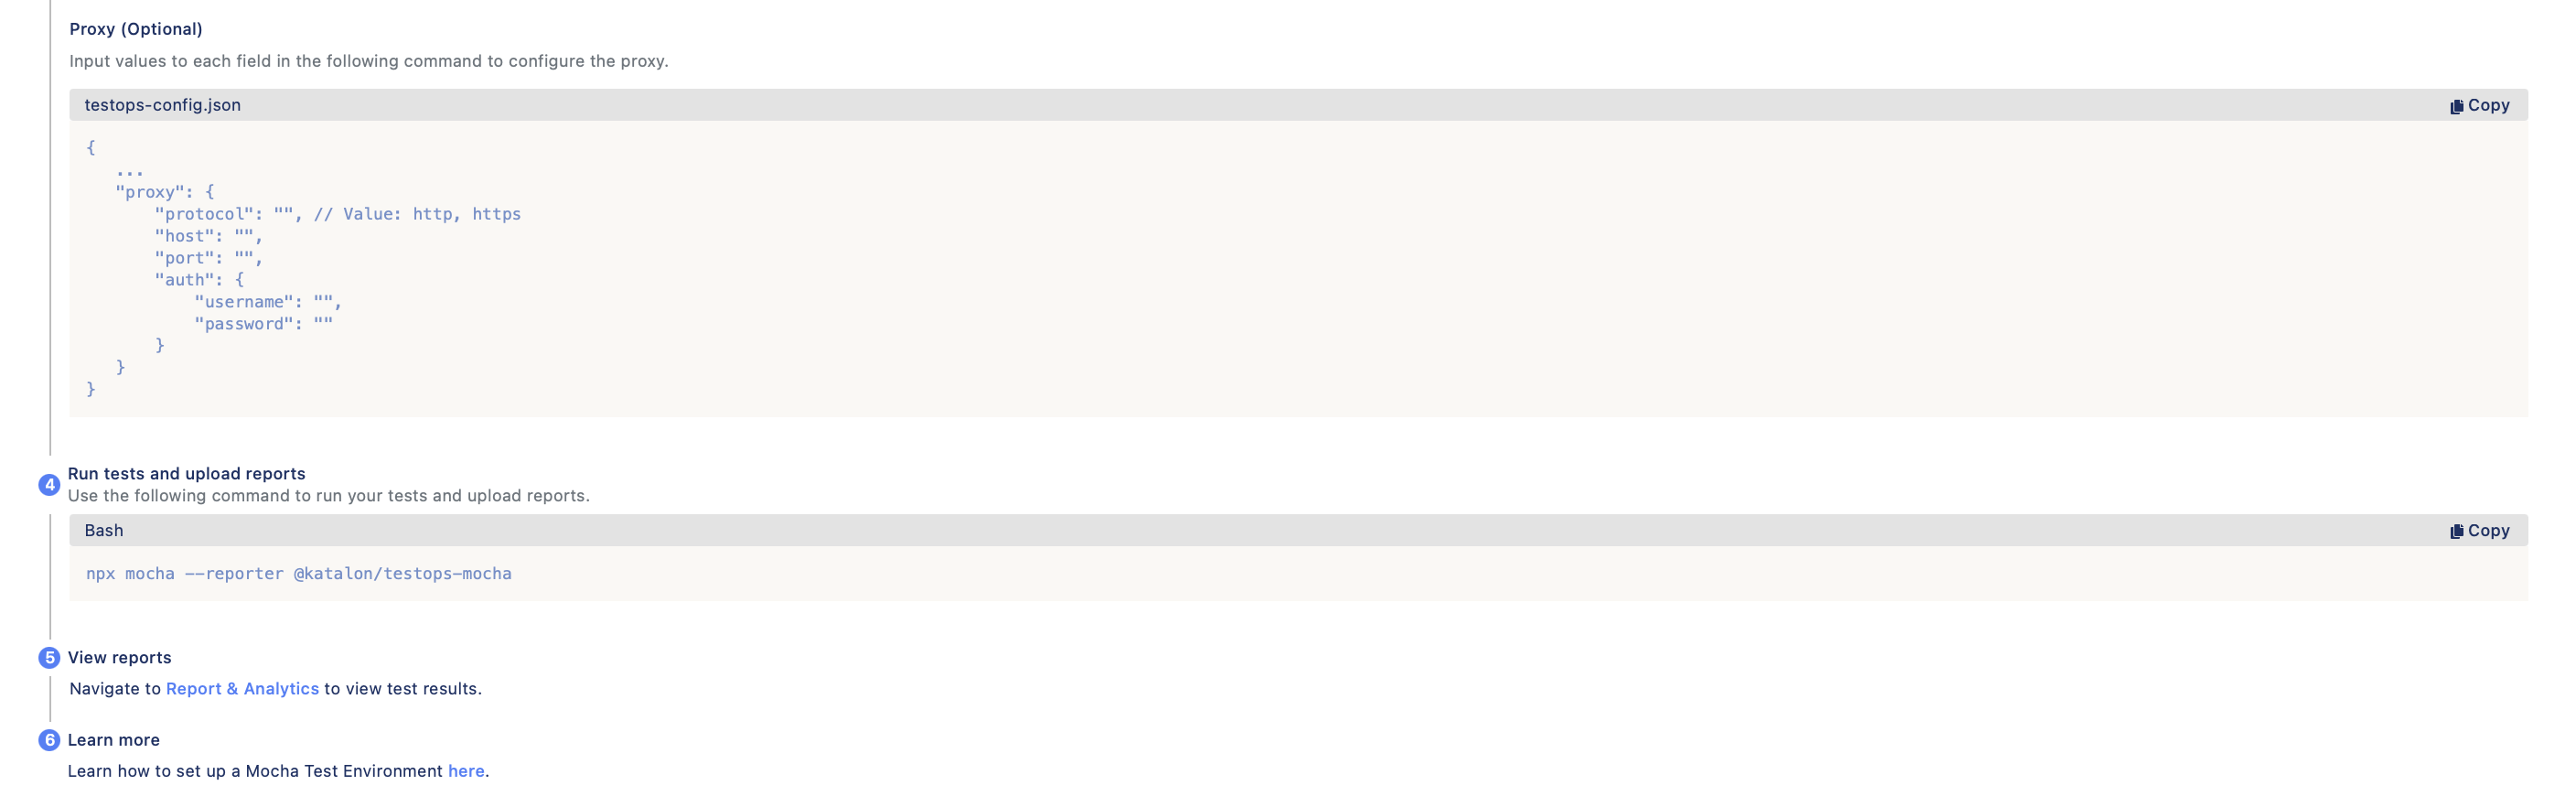 Proxy (Optional)
Input values to each field in the following command to configure the proxy.
testops-config.json
Copy
{
   ...
   "proxy": {
       "protocol": "", // Value: http, https
       "host": "",
       "port": "",
       "auth": {
           "username": "",
           "password": ""
       }
   }
}
4
Run tests and upload reports
Use the following command to run your tests and upload reports.
Bash
Copy
npx mocha --reporter @katalon/testops-mocha
5
View reports
Navigate to Report & Analytics to view test results.
6
Learn more
Learn how to set up a Mocha Test Environment here.